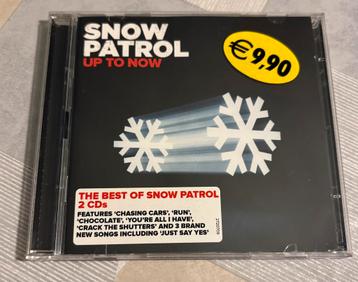 SNOW
PATROL
UP TO NOW
€9,90
THE BEST OF SNOW PATROL
2 CDs
FEATURES 'CHASING CARS', 'RUN',
'CHOCOLATE', 'YOU'RE ALL I HAVE',
'CRACK THE SHUTTERS' AND 3 BRAND
NEW SONGS INCLUDING 'JUST SAY YES'